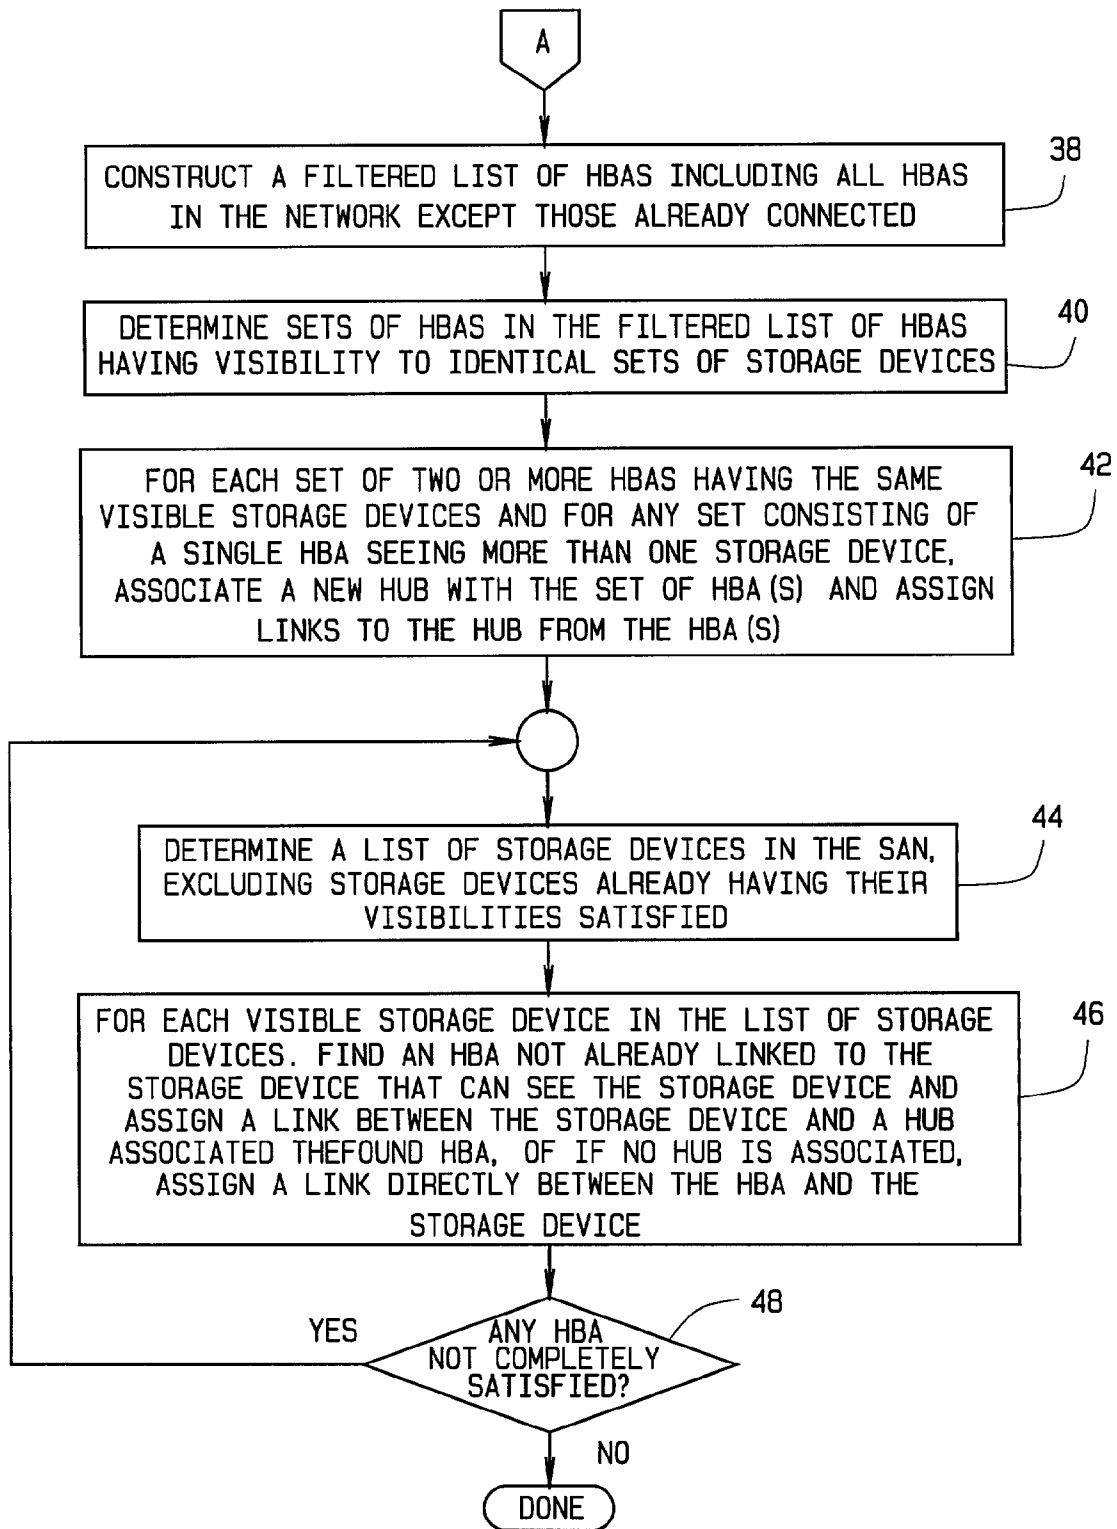 A
CONSTRUCT A FILTERED LIST OF HBAS INCLUDING ALL HBAS
IN THE NETWORK EXCEPT THOSE ALREADY CONNECTED
38
DETERMINE SETS OF HBAS IN THE FILTERED LIST OF HBAS
HAVING VISIBILITY TO IDENTICAL SETS OF STORAGE DEVICES
40
FOR EACH SET OF TWO OR MORE HBAS HAVING THE SAME
VISIBLE STORAGE DEVICES AND FOR ANY SET CONSISTING OF
A SINGLE HBA SEEING MORE THAN ONE STORAGE DEVICE,
ASSOCIATE A NEW HUB WITH THE SET OF HBA(S) AND ASSIGN
LINKS TO THE HUB FROM THE HBA(S)
42
DETERMINE A LIST OF STORAGE DEVICES IN THE SAN,
EXCLUDING STORAGE DEVICES ALREADY HAVING THEIR
VISIBILITIES SATISFIED
44
FOR EACH VISIBLE STORAGE DEVICE IN THE LIST OF STORAGE
DEVICES. FIND AN HBA NOT ALREADY LINKED TO THE
STORAGE DEVICE THAT CAN SEE THE STORAGE DEVICE AND
ASSIGN A LINK BETWEEN THE STORAGE DEVICE AND A HUB
ASSOCIATED THEFOUND HBA, OF IF NO HUB IS ASSOCIATED,
ASSIGN A LINK DIRECTLY BETWEEN THE HBA AND THE
STORAGE DEVICE
46
YES
ANY HBA
NOT COMPLETELY
SATISFIED?
48
NO
DONE